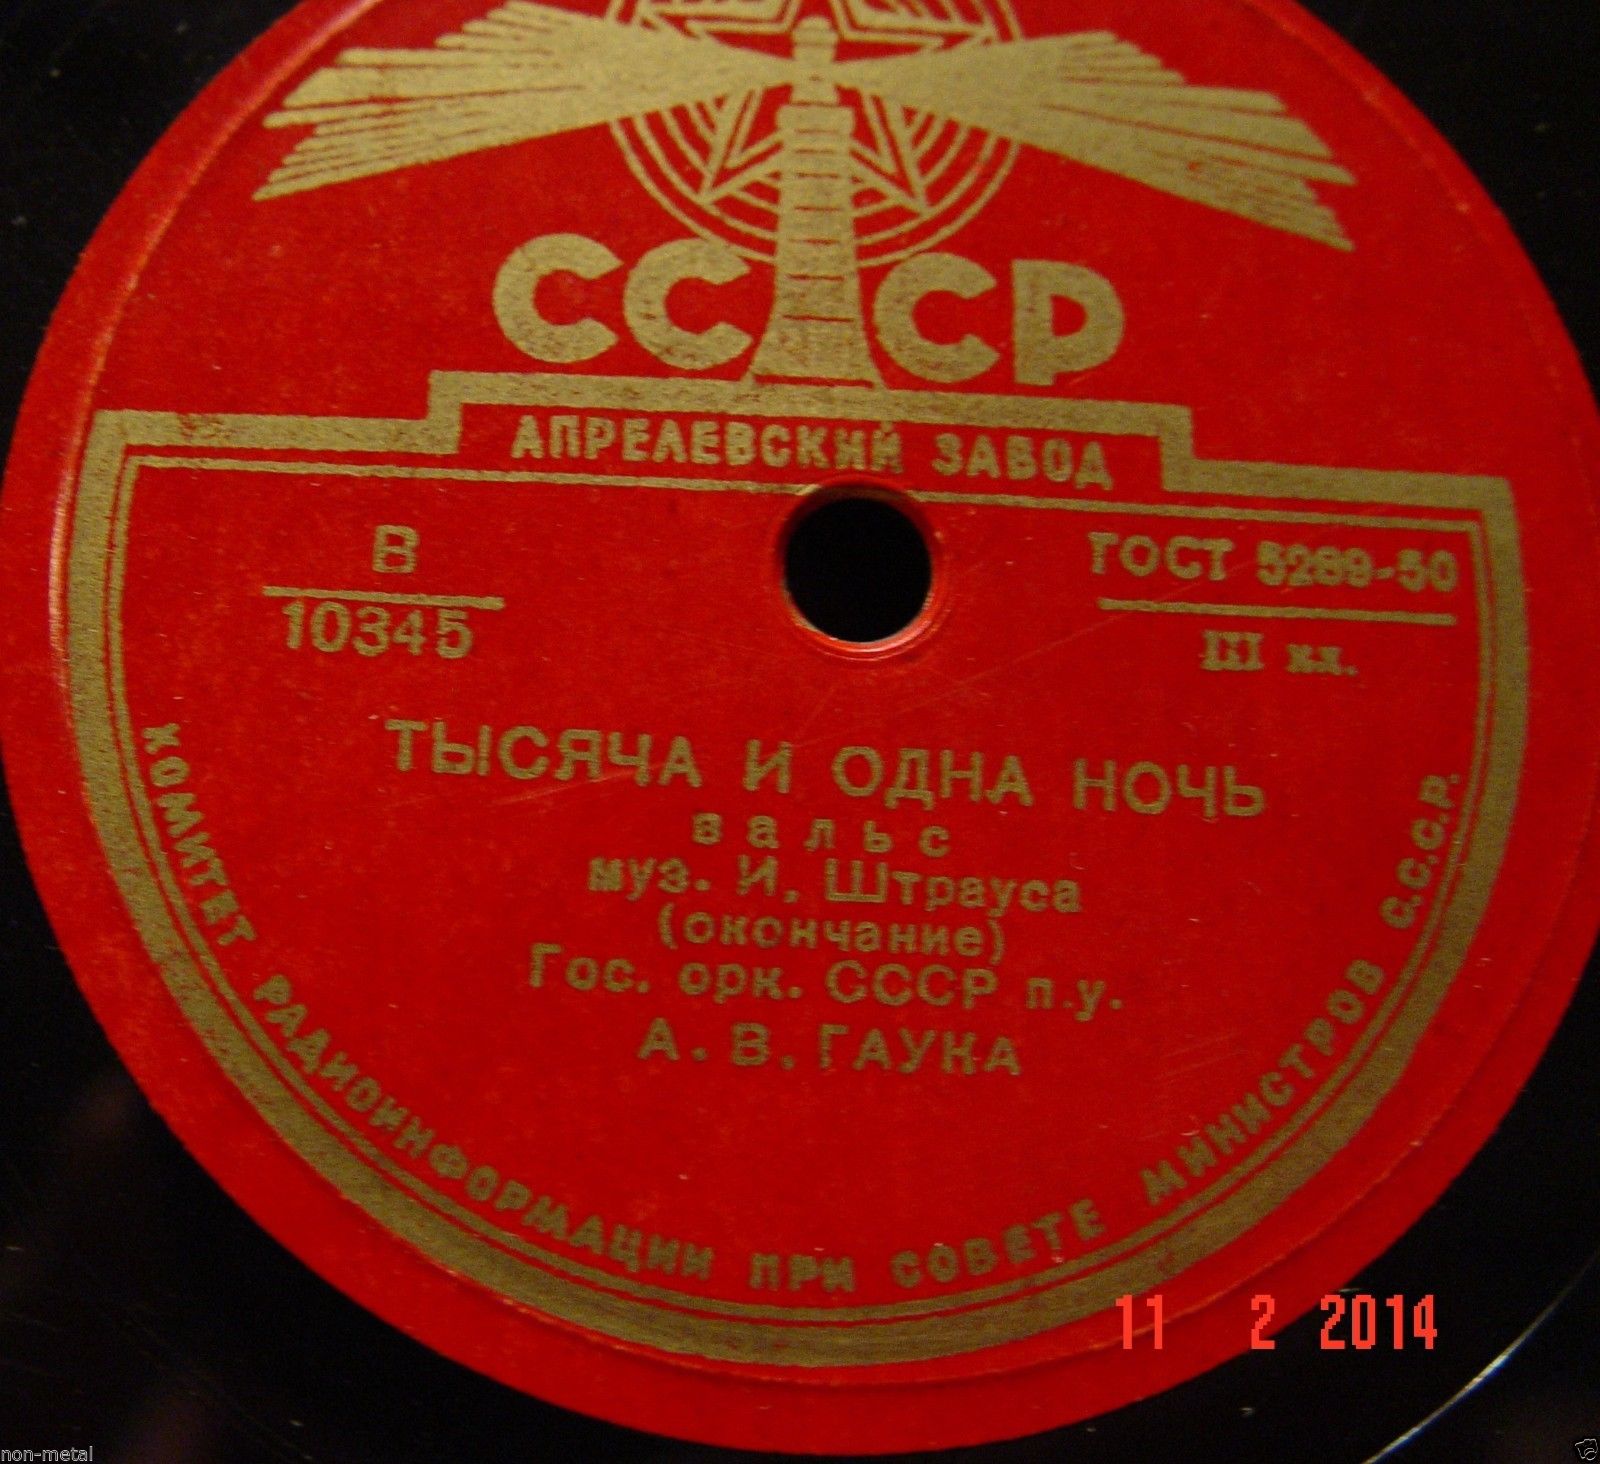 СССР
АПРЕЛЕВСКИЙ ЗАВОД
В
10345
ГОСТ 5289-50
III кл.
ТЫСЯЧА И ОДНА НОЧЬ
вальс
муз. И. Штрауса
(окончание)
Гос. орк. СССР п.у.
А. В. ГАУКА
КОМИТЕТ РАДИОИНФОРМАЦИИ ПРИ СОВЕТЕ МИНИСТРОВ С.С.С.Р.
11 2 2014
non-metal